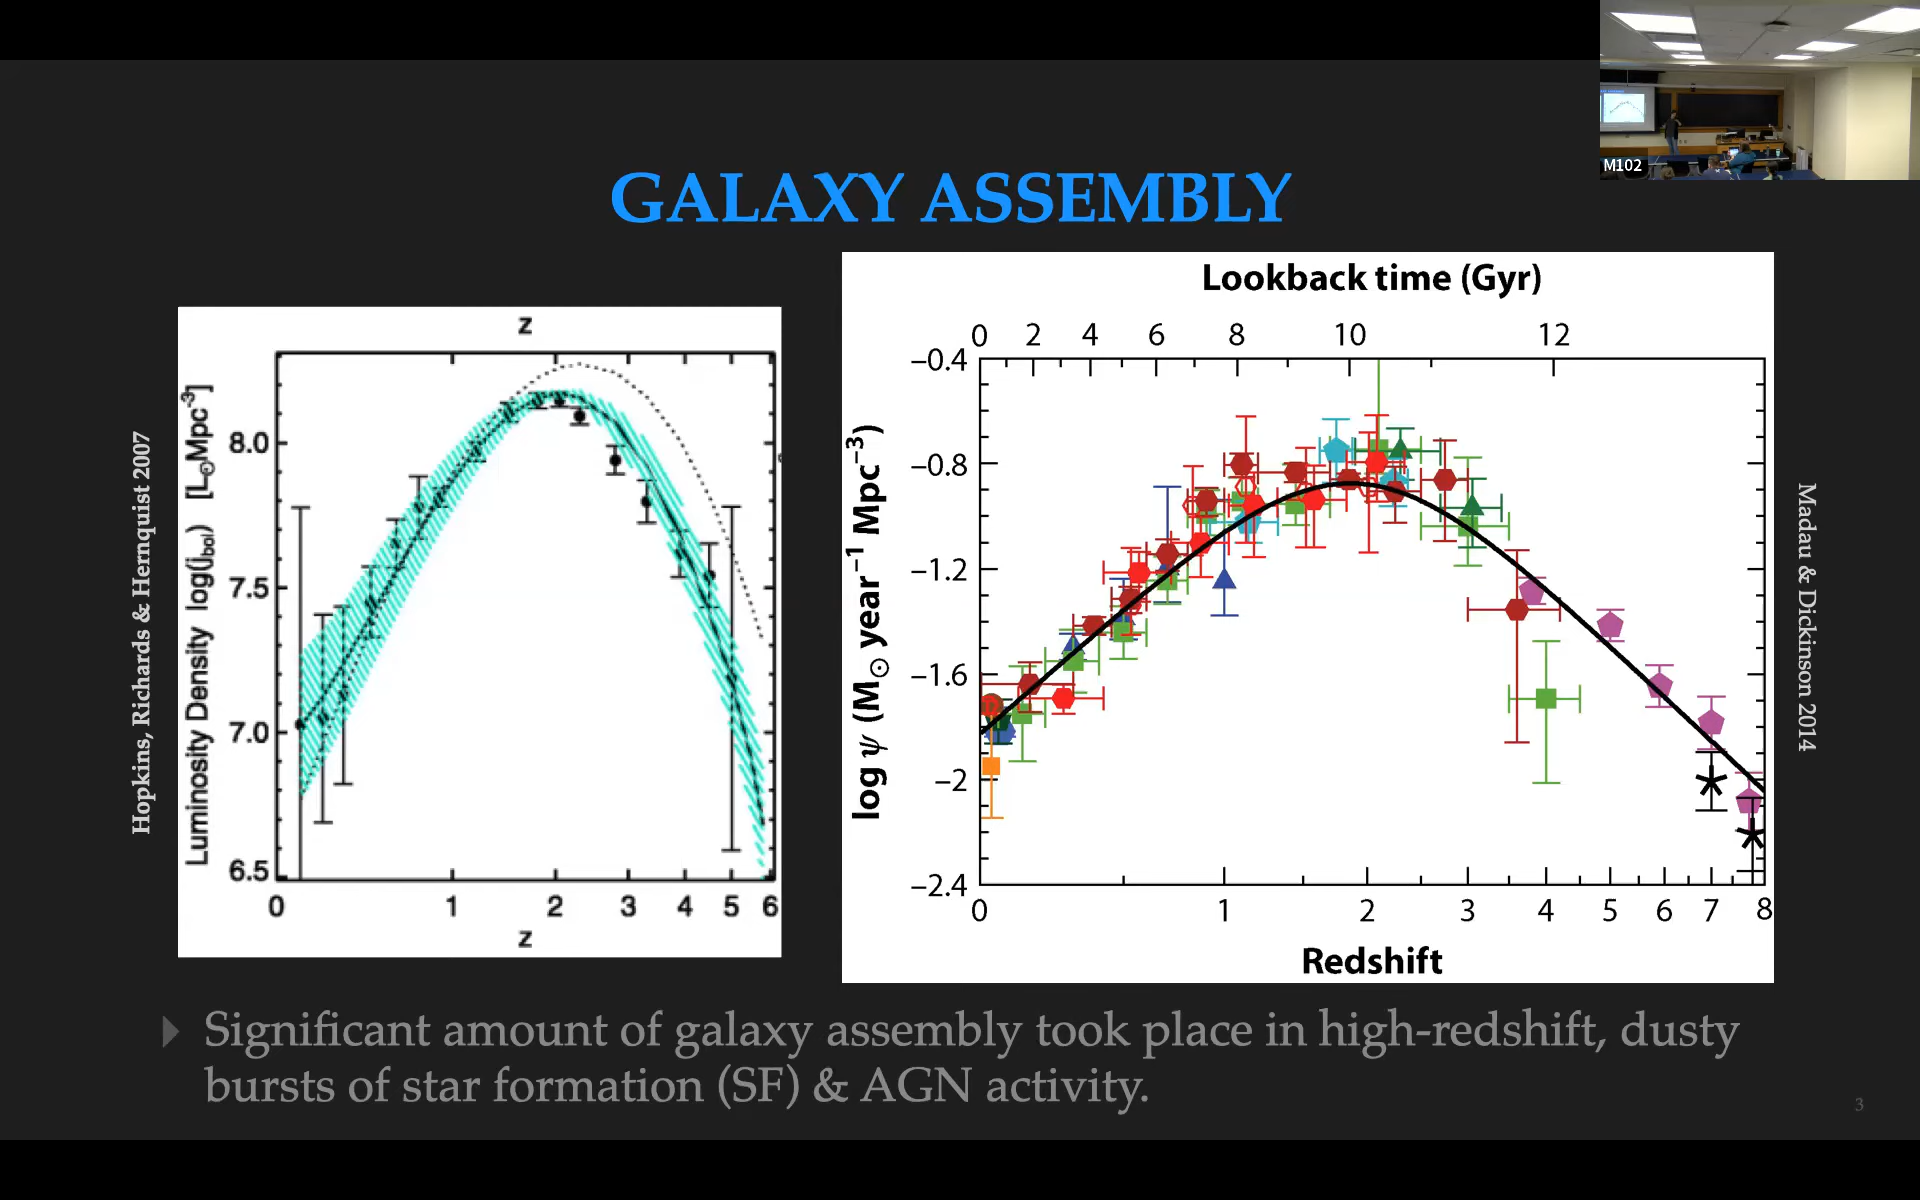 M102
GALAXY ASSEMBLY
Hopkins, Richards & Hernquist 2007
z
Luminosity Density log(j_bol) [L⊙Mpc⁻³]
8.0
7.5
7.0
6.5
0 1 2 3 4 5 6
z
Lookback time (Gyr)
0 2 4 6 8 10 12
log ψ (M⊙ year⁻¹ Mpc⁻³)
−0.4
−0.8
−1.2
−1.6
−2
−2.4
0 1 2 3 4 5 6 7 8
Redshift
Madau & Dickinson 2014
Significant amount of galaxy assembly took place in high-redshift, dusty
bursts of star formation (SF) & AGN activity.
3